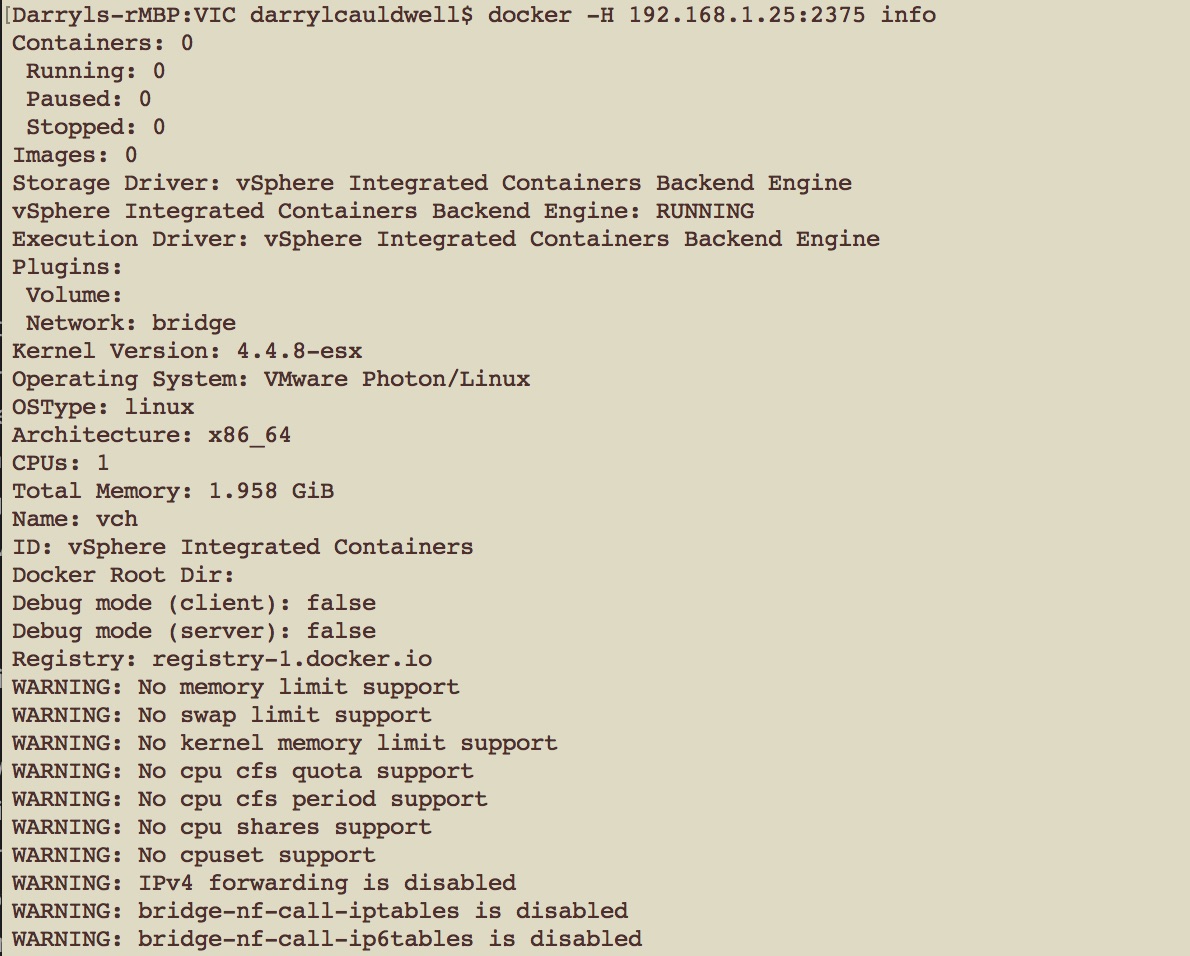 [Darryls-rMBP:VIC darrylcauldwell$ docker -H 192.168.1.25:2375 info
Containers: 0
 Running: 0
 Paused: 0
 Stopped: 0
Images: 0
Storage Driver: vSphere Integrated Containers Backend Engine
vSphere Integrated Containers Backend Engine: RUNNING
Execution Driver: vSphere Integrated Containers Backend Engine
Plugins:
 Volume:
 Network: bridge
Kernel Version: 4.4.8-esx
Operating System: VMware Photon/Linux
OSType: linux
Architecture: x86_64
CPUs: 1
Total Memory: 1.958 GiB
Name: vch
ID: vSphere Integrated Containers
Docker Root Dir:
Debug mode (client): false
Debug mode (server): false
Registry: registry-1.docker.io
WARNING: No memory limit support
WARNING: No swap limit support
WARNING: No kernel memory limit support
WARNING: No cpu cfs quota support
WARNING: No cpu cfs period support
WARNING: No cpu shares support
WARNING: No cpuset support
WARNING: IPv4 forwarding is disabled
WARNING: bridge-nf-call-iptables is disabled
WARNING: bridge-nf-call-ip6tables is disabled